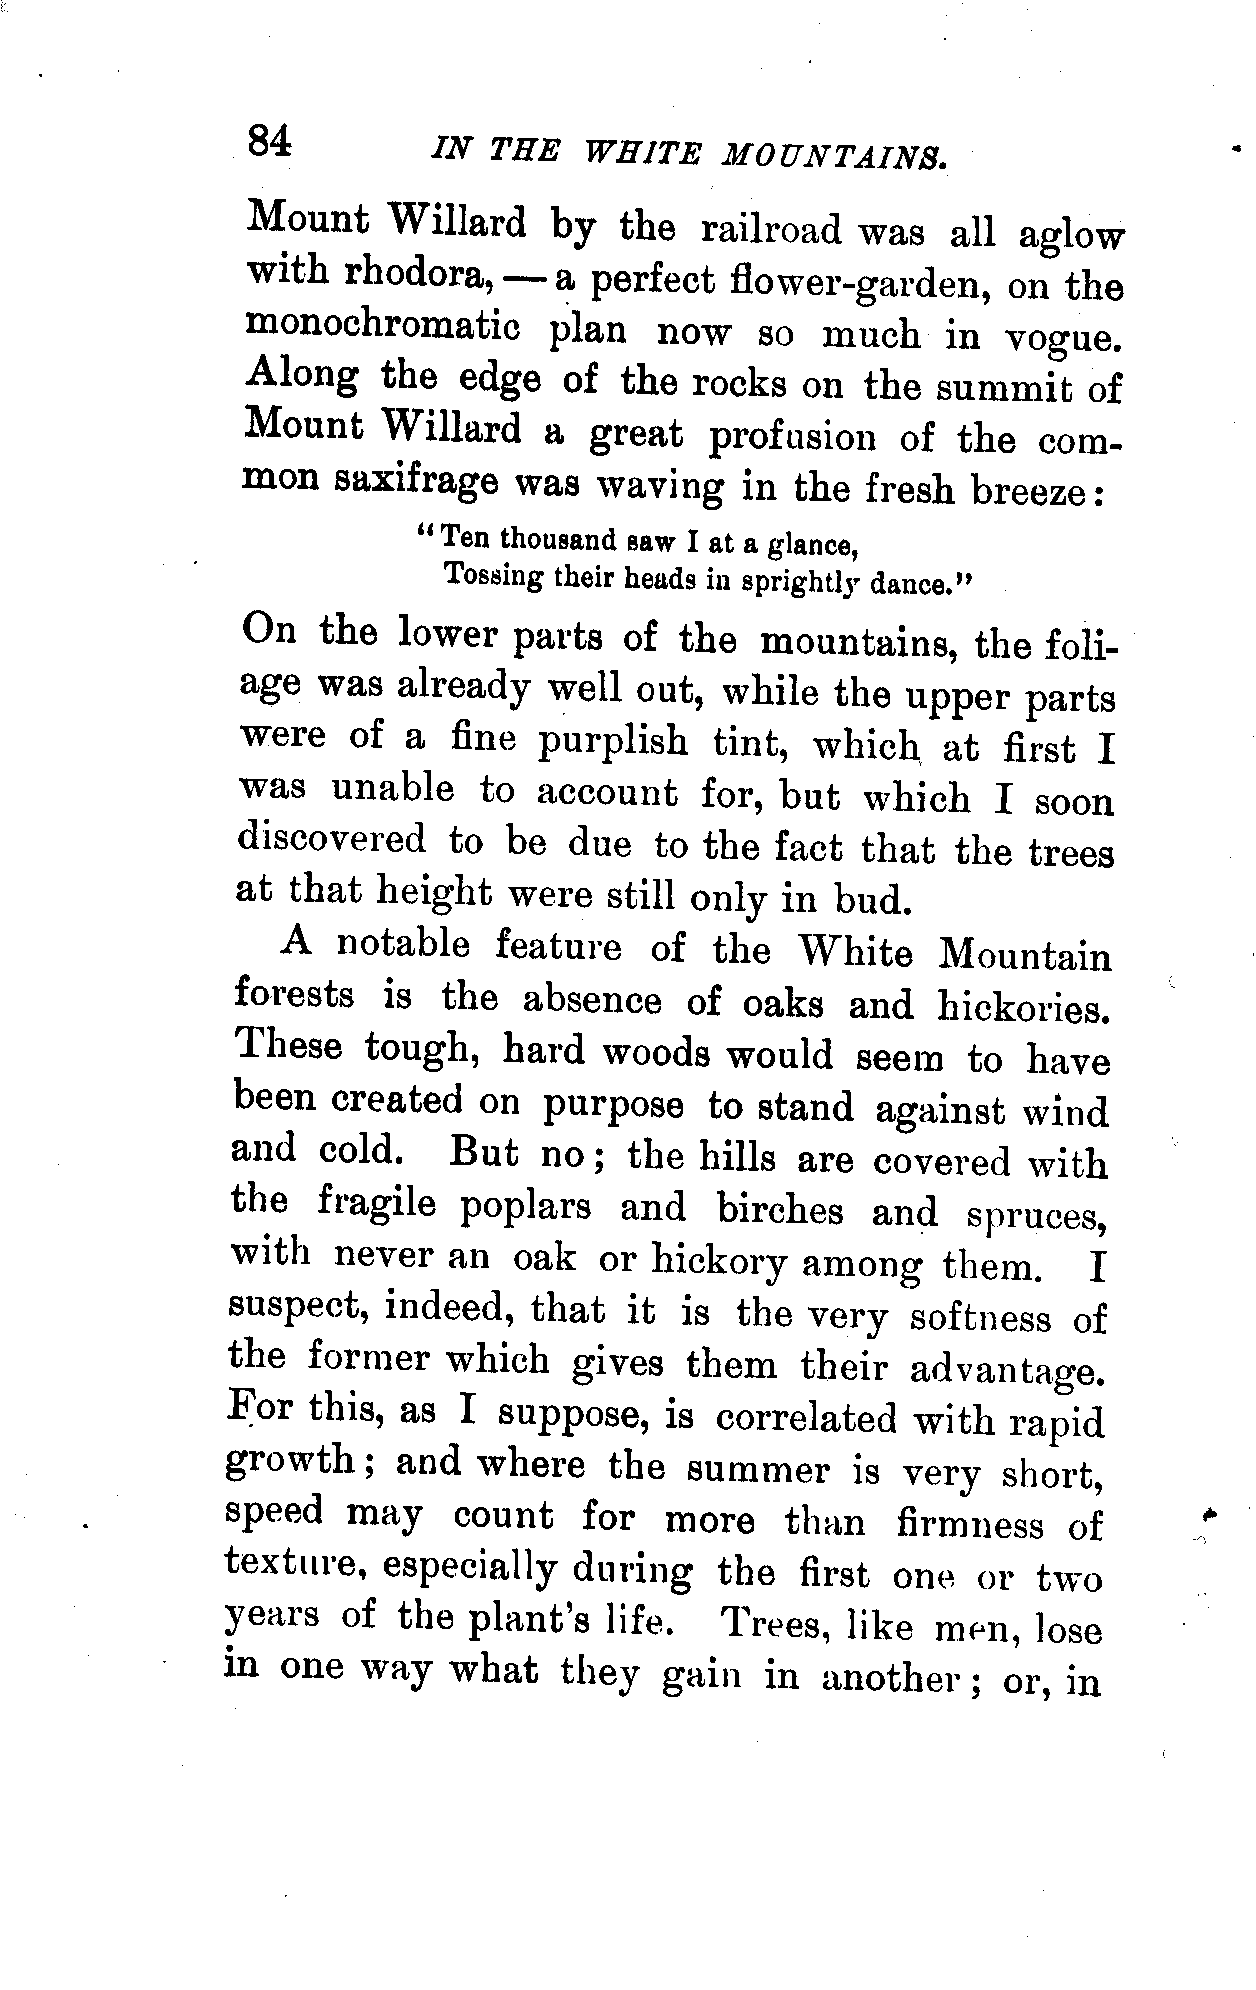 84 IN THE WHITE MOUNTAINS.
Mount Willard by the railroad was all aglow
with rhodora, — a perfect flower-garden, on the
monochromatic plan now so much in vogue.
Along the edge of the rocks on the summit of
Mount Willard a great profusion of the com-
mon saxifrage was waving in the fresh breeze:
"Ten thousand saw I at a glance,
Tossing their heads in sprightly dance."
On the lower parts of the mountains, the foli-
age was already well out, while the upper parts
were of a fine purplish tint, which at first I
was unable to account for, but which I soon
discovered to be due to the fact that the trees
at that height were still only in bud.
A notable feature of the White Mountain
forests is the absence of oaks and hickories.
These tough, hard woods would seem to have
been created on purpose to stand against wind
and cold. But no; the hills are covered with
the fragile poplars and birches and spruces,
with never an oak or hickory among them. I
suspect, indeed, that it is the very softness of
the former which gives them their advantage.
For this, as I suppose, is correlated with rapid
growth; and where the summer is very short,
speed may count for more than firmness of
texture, especially during the first one or two
years of the plant's life. Trees, like men, lose
in one way what they gain in another; or, in